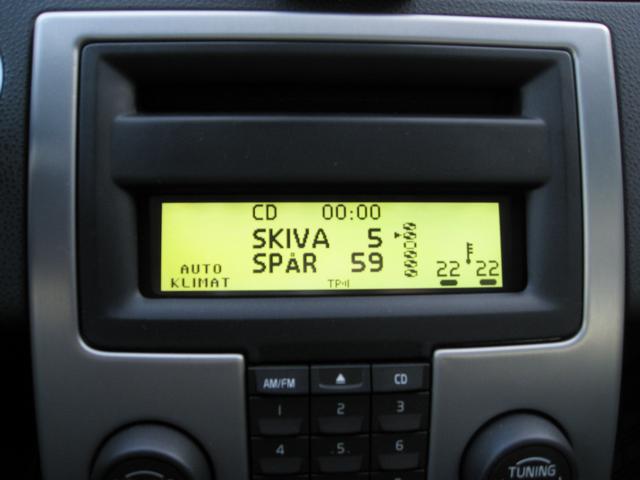 CD 00:00
SKIVA 5
SPÅR 59
AUTO
KLIMAT
TP
22 22
AM/FM CD
1 2 3
4 5 6
TUNING